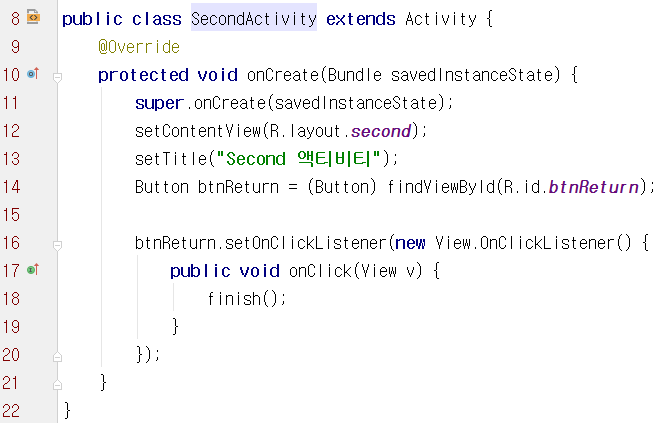 8 public class SecondActivity extends Activity {
9 @Override
10 protected void onCreate(Bundle savedInstanceState) {
11 super.onCreate(savedInstanceState);
12 setContentView(R.layout.second);
13 setTitle("Second 액티비티");
14 Button btnReturn = (Button) findViewById(R.id.btnReturn);
15
16 btnReturn.setOnClickListener(new View.OnClickListener() {
17 public void onClick(View v) {
18 finish();
19 }
20 });
21 }
22 }